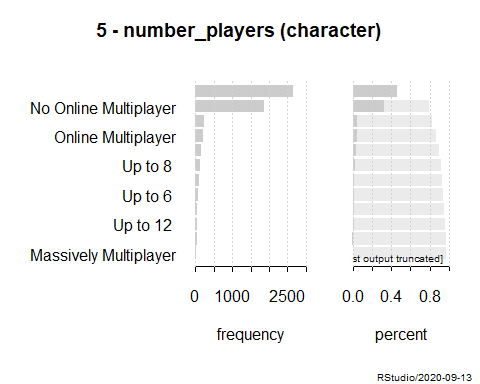 5 - number_players (character)
No Online Multiplayer
Online Multiplayer
Up to 8
Up to 6
Up to 12
Massively Multiplayer
st output truncated]
0 1000 2500
0.0 0.4 0.8
frequency
percent
RStudio/2020-09-13